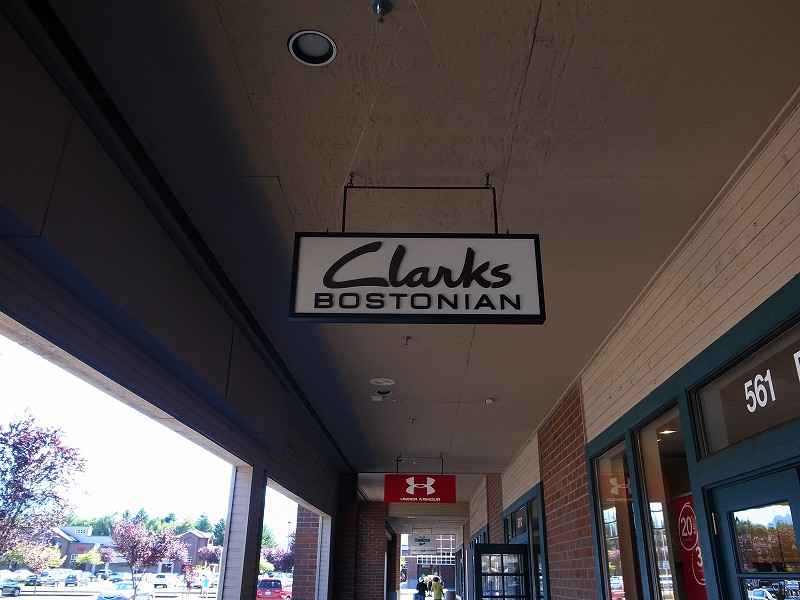 Clarks
BOSTONIAN
561
UNDER ARMOUR
20